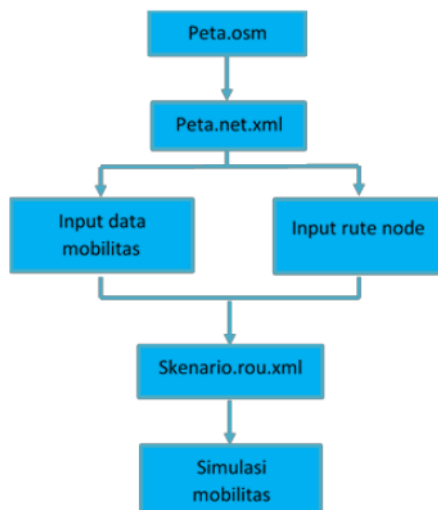 Peta.osm
Peta.net.xml
Input data
mobilitas
Input rute node
Skenario.rou.xml
Simulasi
mobilitas